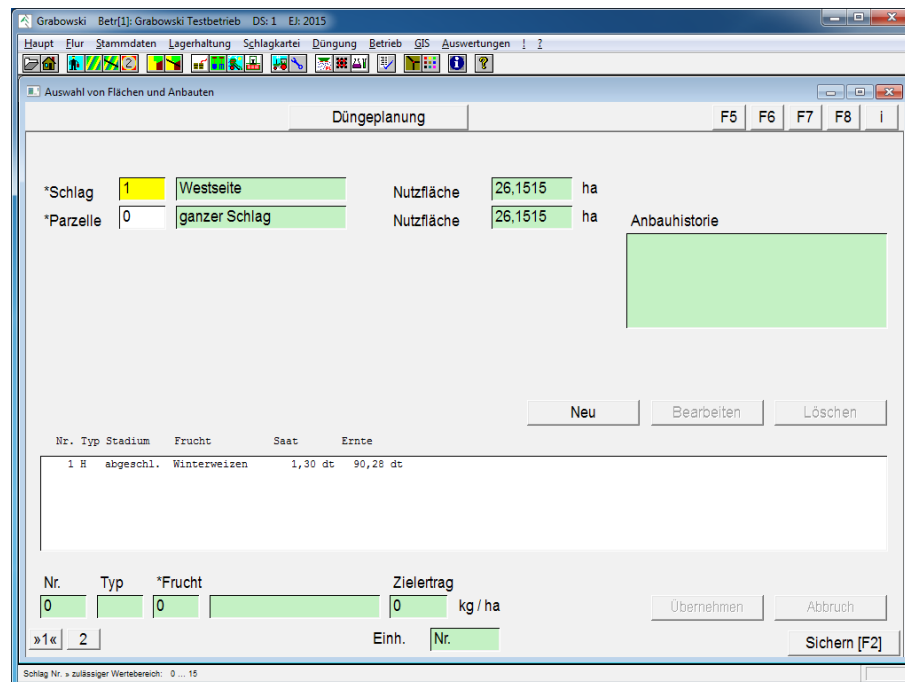 Grabowski Betr[1]: Grabowski Testbetrieb DS: 1 EJ: 2015
Haupt Flur Stammdaten Lagerhaltung Schlagkartei Düngung Betrieb GIS Auswertungen ! ?
Auswahl von Flächen und Anbauten
Düngeplanung F5 F6 F7 F8 i
*Schlag 1 Westseite Nutzfläche 26,1515 ha
*Parzelle 0 ganzer Schlag Nutzfläche 26,1515 ha
Anbauhistorie
Neu Bearbeiten Löschen
Nr. Typ Stadium Frucht Saat Ernte
1 H abgeschl. Winterweizen 1,30 dt 90,28 dt
Nr. Typ *Frucht Zielertrag
0 0 0 kg / ha Übernehmen Abbruch
»1« 2 Einh. Nr. Sichern [F2]
Schlag Nr. » zulässiger Wertebereich: 0 ... 15